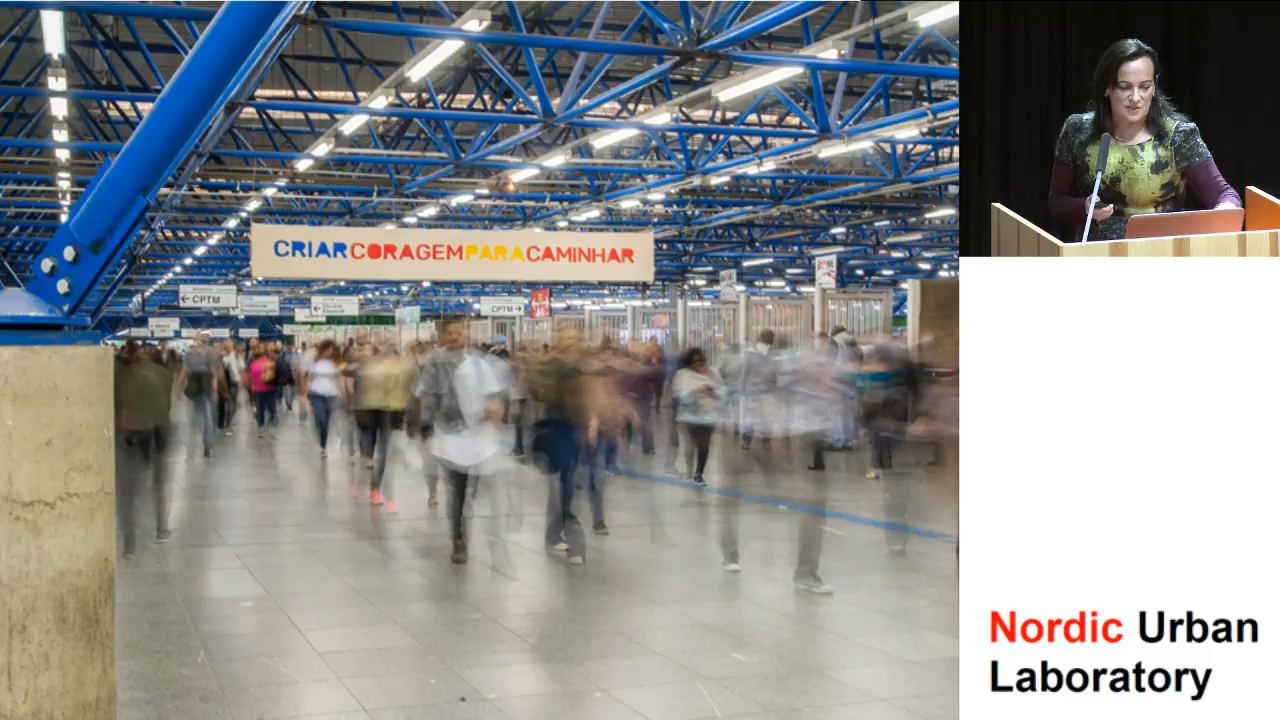 CRIARCORAGEMPARACAMINHAR
← CPTM
CPTM →
Nordic Urban
Laboratory